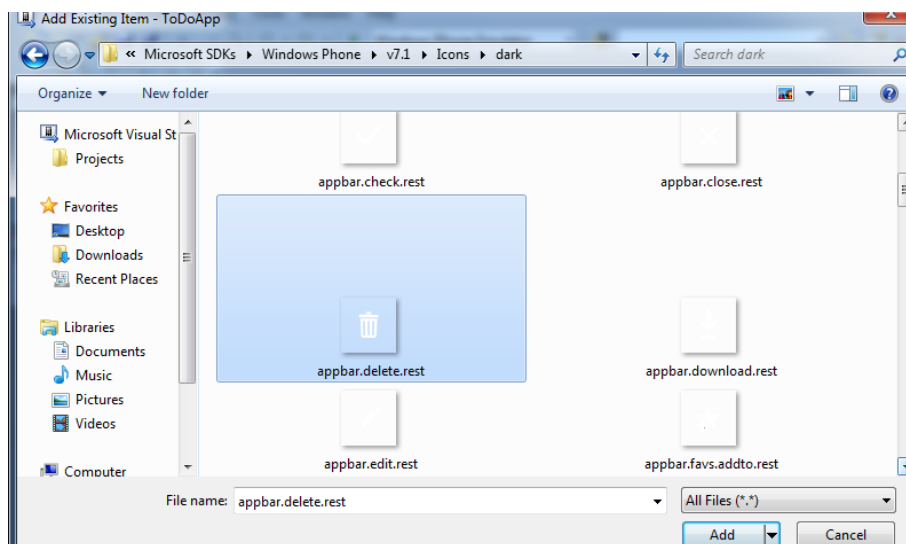 Add Existing Item - ToDoApp
« Microsoft SDKs Windows Phone v7.1 Icons dark
Search dark
Organize New folder
Microsoft Visual St
Projects
Favorites
Desktop
Downloads
Recent Places
Libraries
Documents
Music
Pictures
Videos
Computer
appbar.check.rest
appbar.close.rest
appbar.delete.rest
appbar.download.rest
appbar.edit.rest
appbar.favs.addto.rest
File name: appbar.delete.rest
All Files (*.*)
Add
Cancel